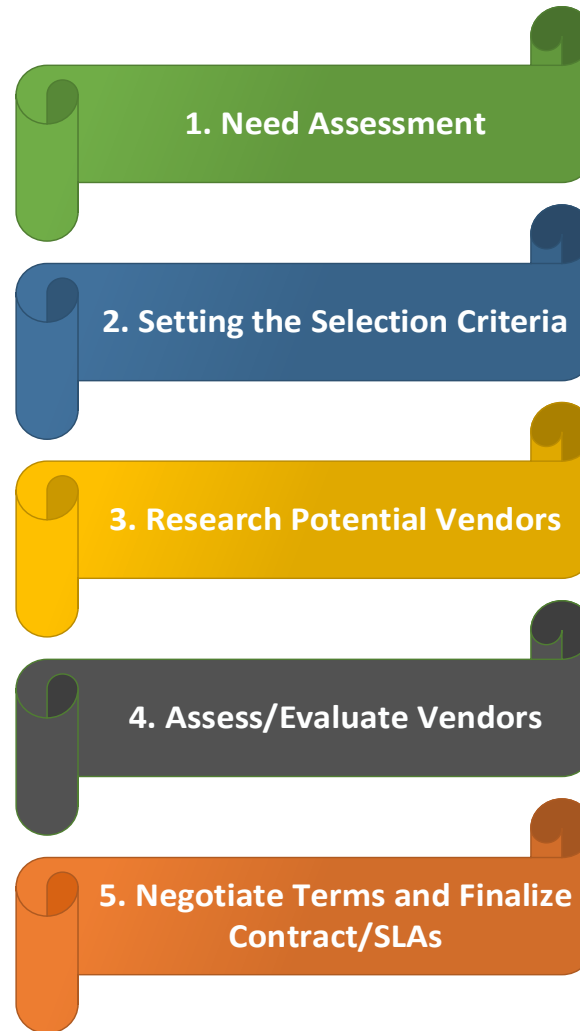 1. Need Assessment
2. Setting the Selection Criteria
3. Research Potential Vendors
4. Assess/Evaluate Vendors
5. Negotiate Terms and Finalize
Contract/SLAs